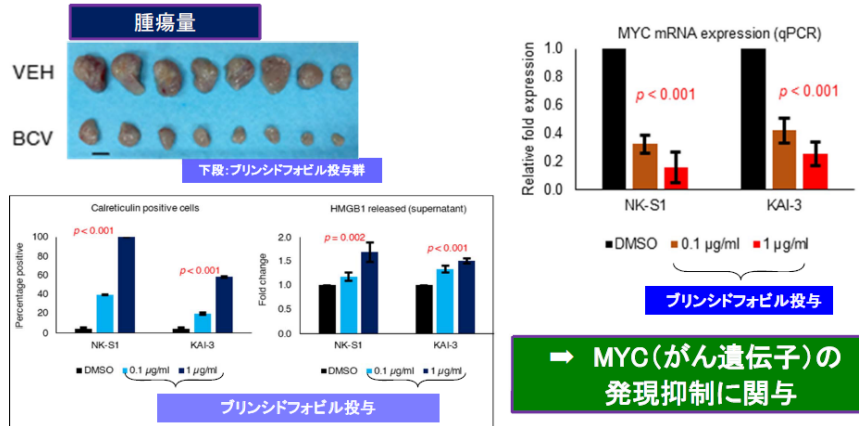 腫瘍量
VEH
BCV
下段：ブリンシドフォビル投与群
Calreticulin positive cells
p < 0.001
p < 0.001
Percentage positive
100
80
60
40
20
0
NK-S1
KAI-3
DMSO 0.1 µg/ml 1 µg/ml
HMGB1 released (supernatant)
p = 0.002
p < 0.001
Fold change
2.0
1.5
1.0
0.5
0.0
NK-S1
KAI-3
DMSO 0.1 µg/ml 1 µg/ml
ブリンシドフォビル投与
MYC mRNA expression (qPCR)
p < 0.001
p < 0.001
Relative fold expression
1.0
0.8
0.6
0.4
0.2
0.0
NK-S1
KAI-3
DMSO 0.1 µg/ml 1 µg/ml
ブリンシドフォビル投与
➡ MYC（がん遺伝子）の
発現抑制に関与